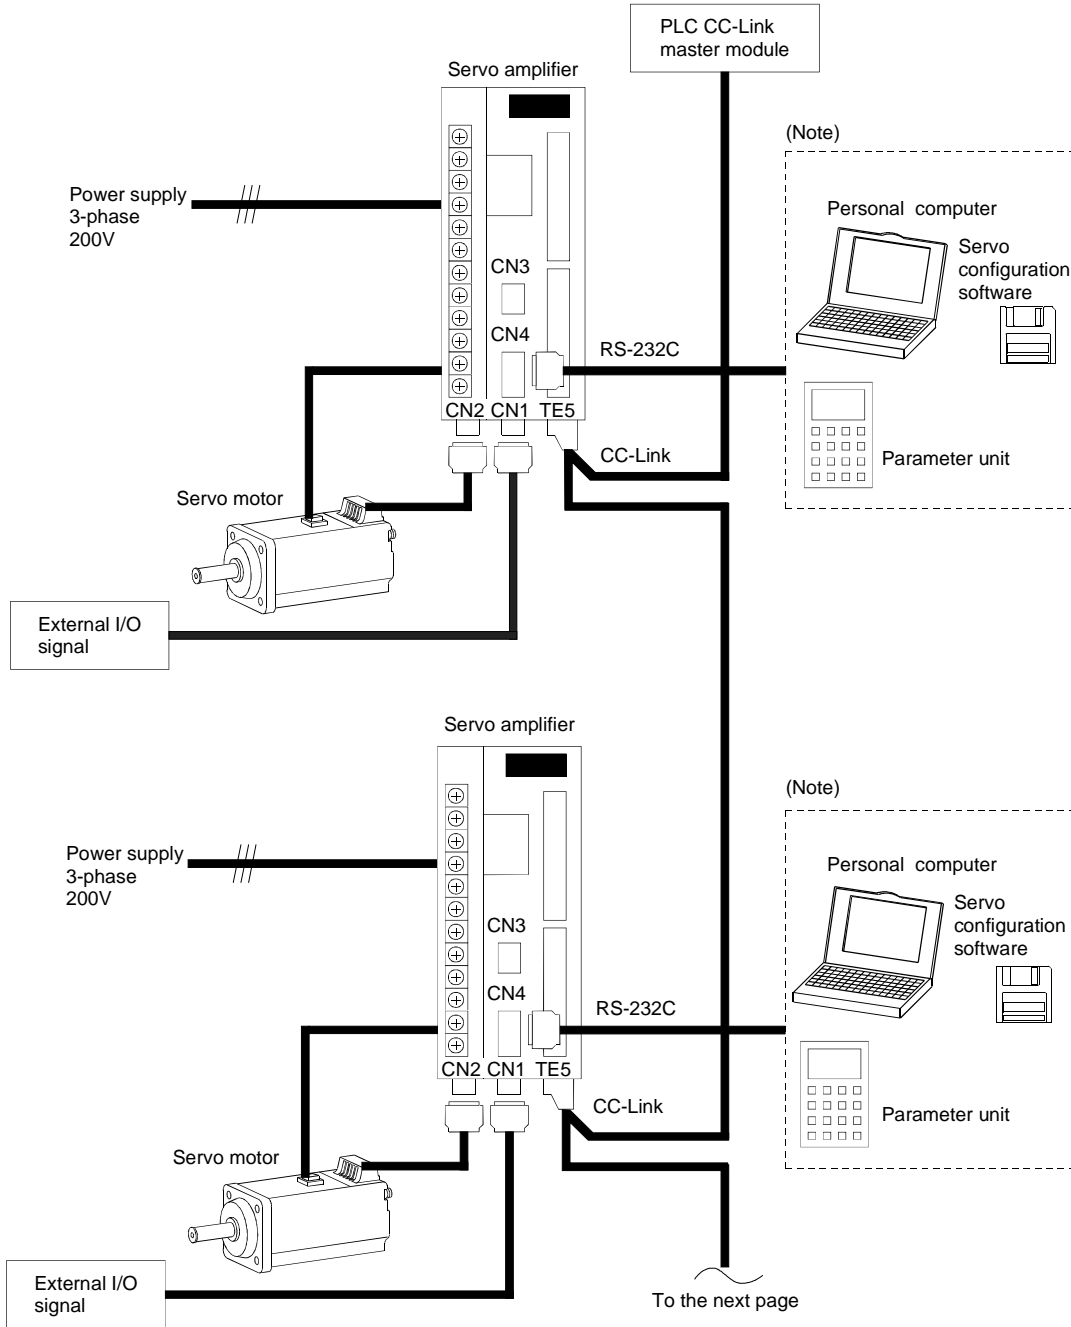 PLC CC-Link
master module
Servo amplifier
(Note)
Power supply
3-phase
200V
Personal computer
Servo
configuration
software
CN3
CN4
RS-232C
CN2 CN1 TE5
CC-Link
Parameter unit
Servo motor
External I/O
signal
Servo amplifier
(Note)
Power supply
3-phase
200V
Personal computer
Servo
configuration
software
CN3
CN4
RS-232C
CN2 CN1 TE5
CC-Link
Parameter unit
Servo motor
External I/O
signal
To the next page